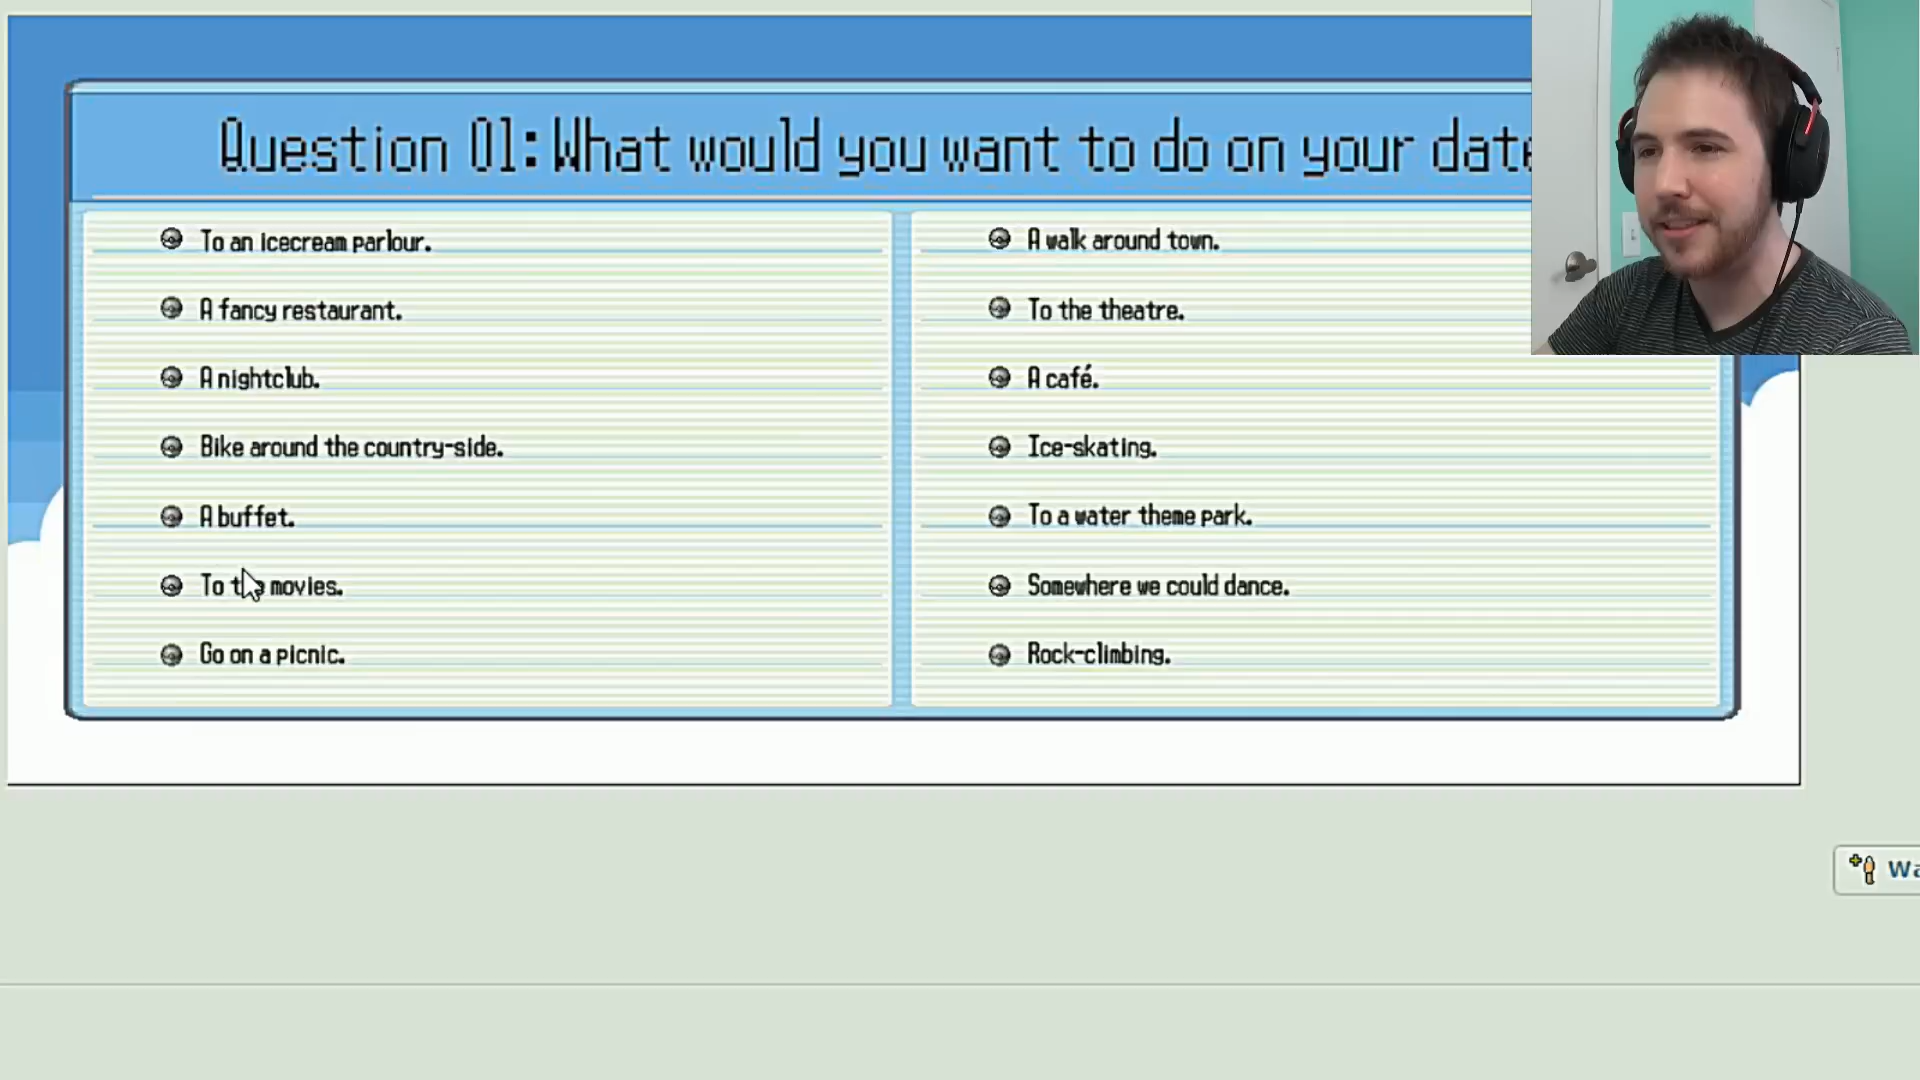 Question 01: What would you want to do on your date
To an icecream parlour.
A fancy restaurant.
A nightclub.
Bike around the country-side.
A buffet.
To the movies.
Go on a picnic.
A walk around town.
To the theatre.
A café.
Ice-skating.
To a water theme park.
Somewhere we could dance.
Rock-climbing.